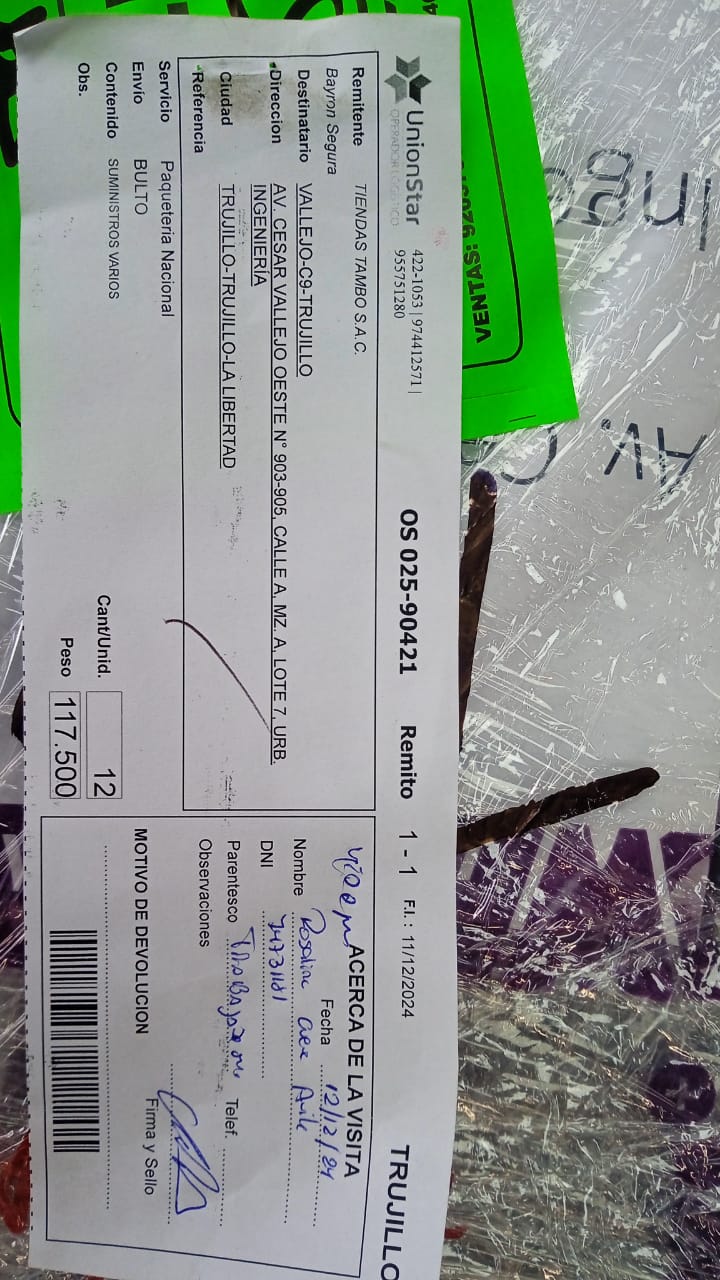 UnionStar
OPERADOR LOGISTICO
422-1053 | 974412571 |
955751280
OS 025-90421 Remito 1 - 1 F.I.: 11/12/2024 TRUJILLO
Remitente TIENDAS TAMBO S.A.C.
Bayron Segura
Destinatario VALLEJO-C9-TRUJILLO
Direccion AV. CESAR VALLEJO OESTE N° 903-905, CALLE A, MZ. A, LOTE 7, URB.
INGENIERÍA
Ciudad TRUJILLO-TRUJILLO-LA LIBERTAD
Referencia
Servicio Paquetería Nacional
Envío BULTO
Contenido SUMINISTROS VARIOS
Obs.
Cant/Unid. 12
Peso 117.500
ACERCA DE LA VISITA
Fecha 12/12/24
Nombre
DNI
Parentesco Telef.
Observaciones
Firma y Sello
MOTIVO DE DEVOLUCION
VENTAS:
AV.